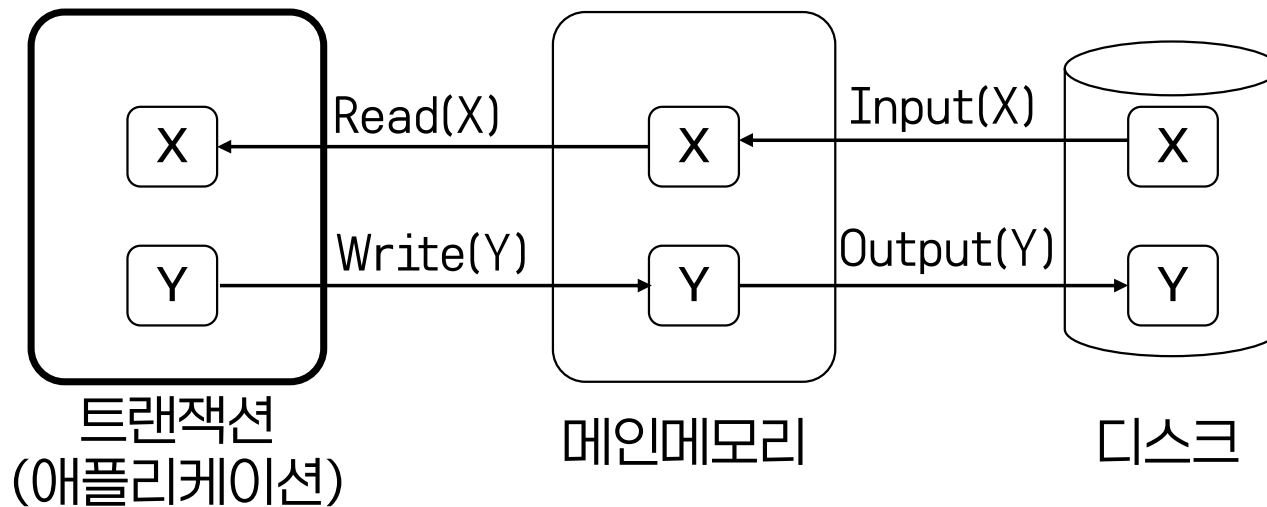 Read(X)
Input(X)
X
X
X
Write(Y)
Output(Y)
Y
Y
Y
트랜잭션
(애플리케이션)
메인메모리
디스크